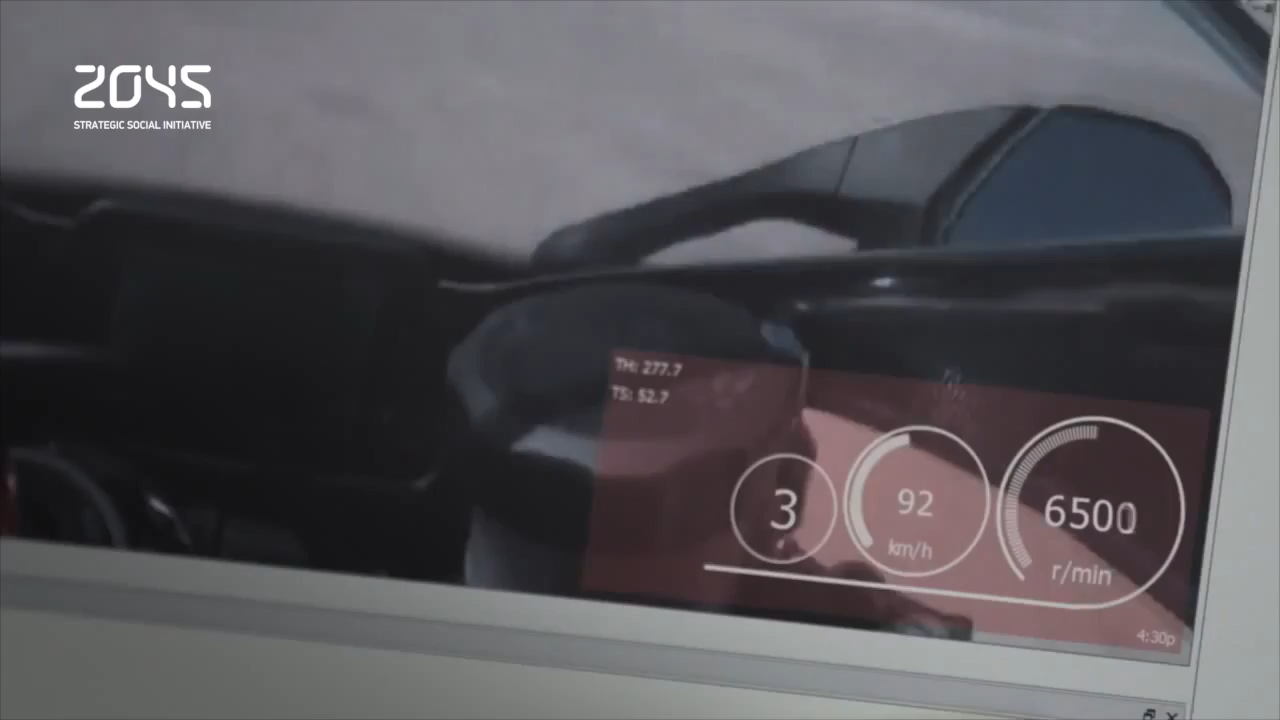 2045
STRATEGIC SOCIAL INITIATIVE
TH: 277.7
TS: 52.7
3
92
km/h
6500
r/min
4:30p